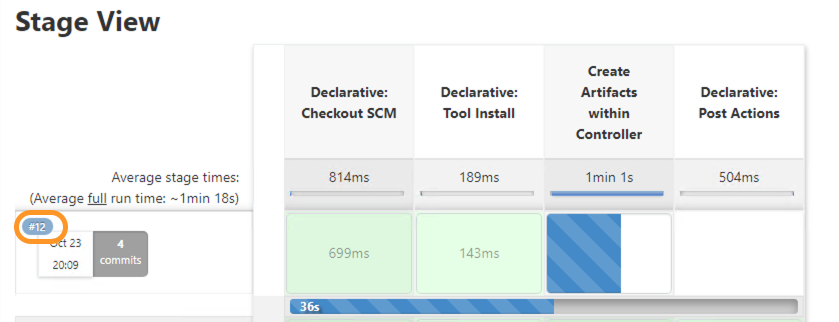 Stage View
Declarative:
Checkout SCM
Declarative:
Tool Install
Create
Artifacts
within
Controller
Declarative:
Post Actions
Average stage times:
(Average full run time: ~1min 18s)
814ms
189ms
1min 1s
504ms
#12
Oct 23
20:09
4
commits
699ms
143ms
36s